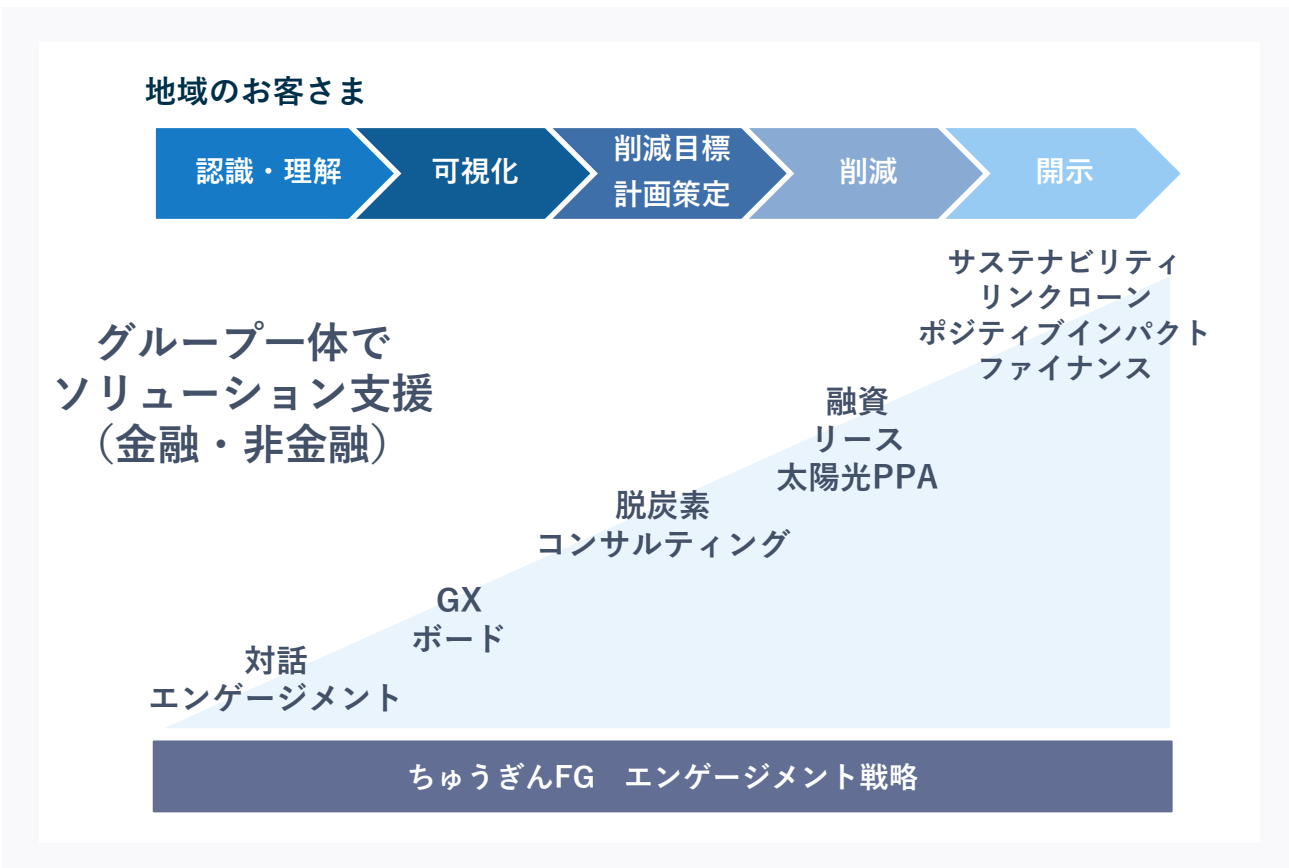 地域のお客さま
認識・理解
可視化
削減目標
計画策定
削減
開示
グループ一体で
ソリューション支援
（金融・非金融）
サステナビリティ
リンクローン
ポジティブインパクト
ファイナンス
融資
リース
太陽光PPA
脱炭素
コンサルティング
GX
ボード
対話
エンゲージメント
ちゅうぎんFG　エンゲージメント戦略